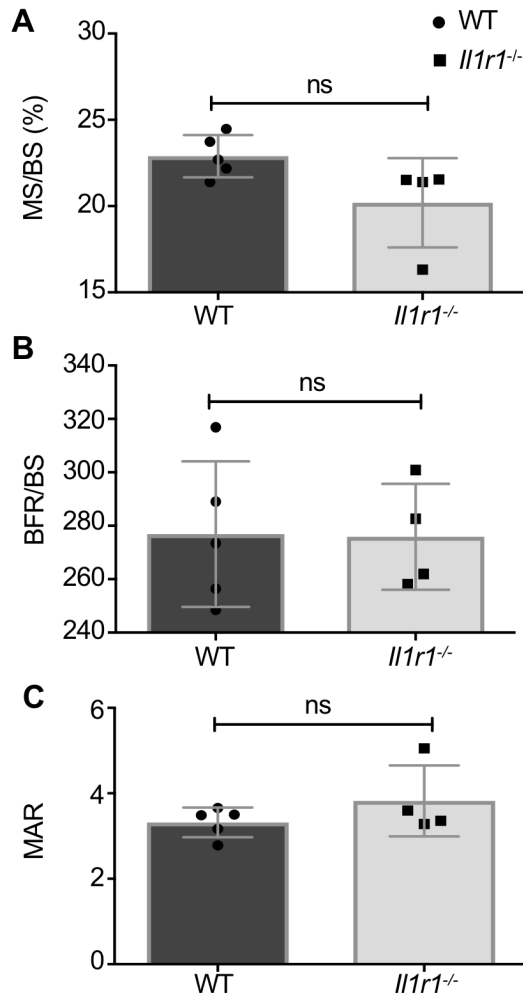 A
● WT
■ Il1r1-/-
ns
MS/BS (%)
30
25
20
15
WT
Il1r1-/-
B
ns
BFR/BS
340
320
300
280
260
240
WT
Il1r1-/-
C
ns
MAR
6
4
2
0
WT
Il1r1-/-